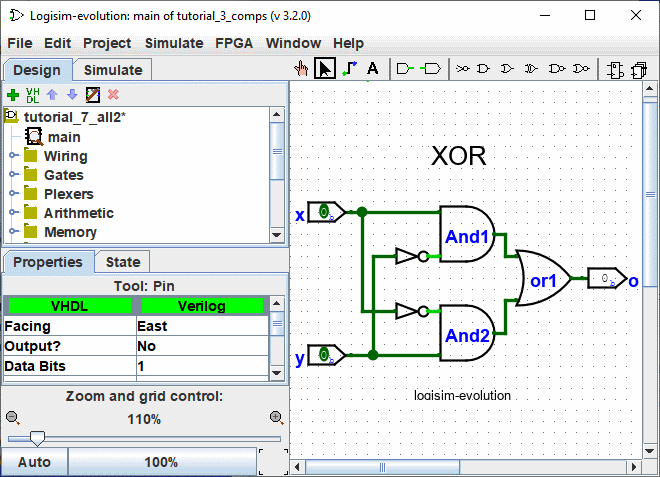 Logisim-evolution: main of tutorial_3_comps (v 3.2.0)
File Edit Project Simulate FPGA Window Help
Design Simulate
VH
DL
A
tutorial_7_all2*
main
Wiring
Gates
Plexers
Arithmetic
Memory
Properties State
Tool: Pin
VHDL Verilog
Facing East
Output? No
Data Bits 1
Zoom and grid control:
110%
Auto 100%
XOR
x 0
And1
or1
0 o
And2
y 0
logisim-evolution